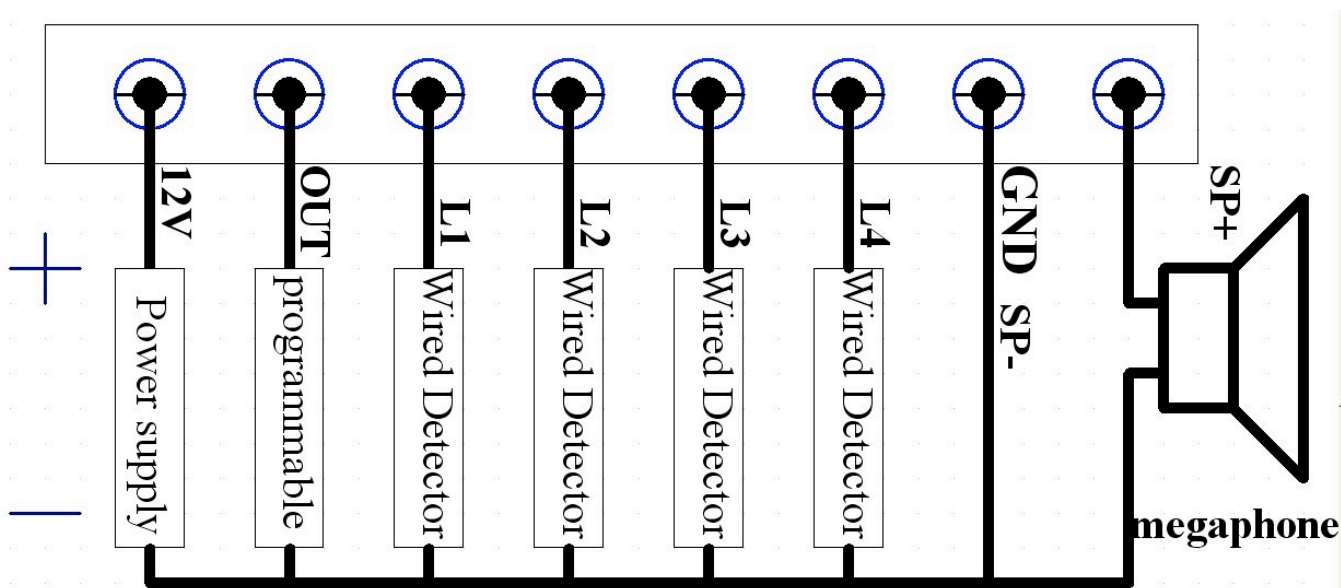 12V
OUT
L1
L2
L3
L4
GND SP-
SP+
Power supply
programmable
Wired Detector
Wired Detector
Wired Detector
Wired Detector
megaphone